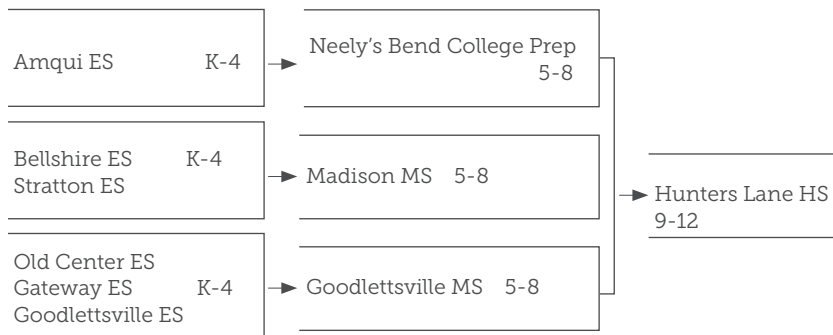 Amqui ES K-4
Neely's Bend College Prep
5-8
Bellshire ES K-4
Stratton ES
Madison MS 5-8
Old Center ES
Gateway ES K-4
Goodlettsville ES
Goodlettsville MS 5-8
Hunters Lane HS
9-12